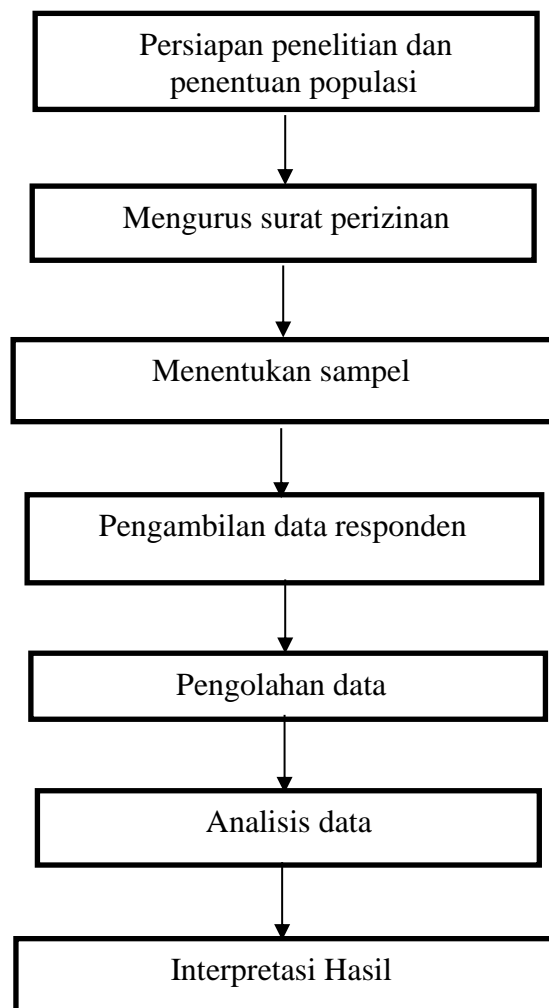 Persiapan penelitian dan
penentuan populasi
Mengurus surat perizinan
Menentukan sampel
Pengambilan data responden
Pengolahan data
Analisis data
Interpretasi Hasil